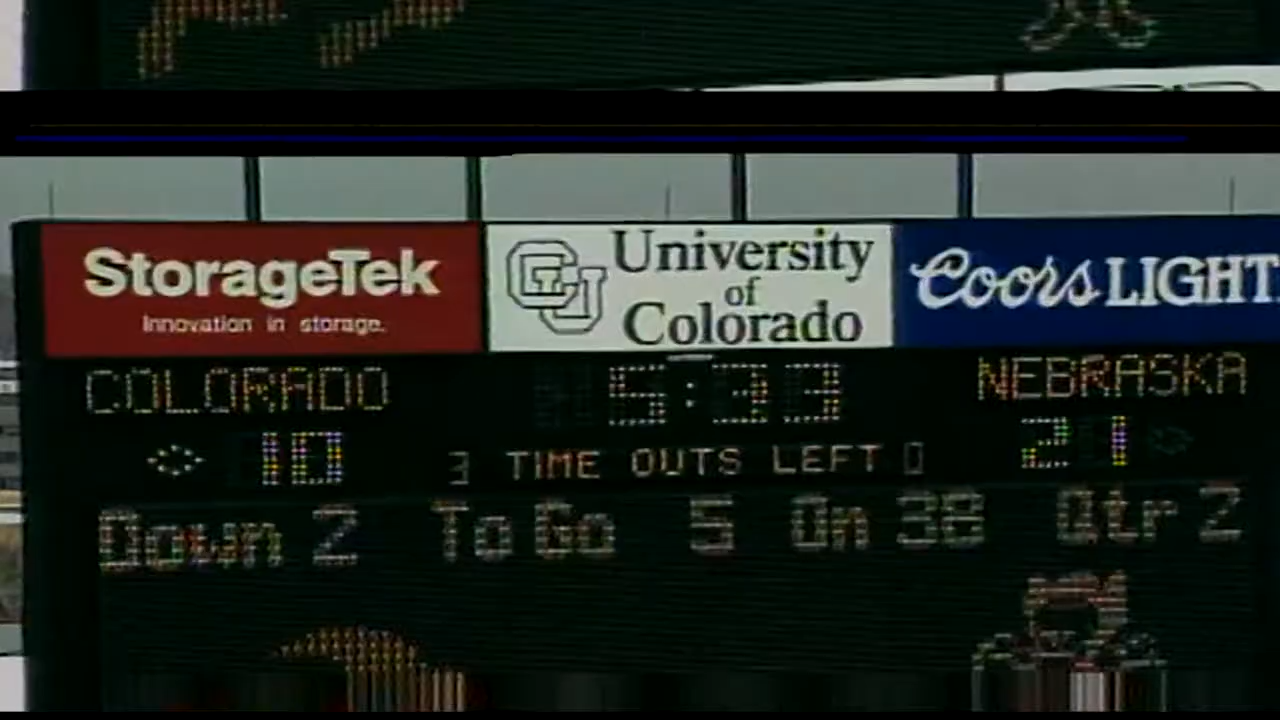 StorageTek
Innovation in storage.
CU
University
of
Colorado
Coors LIGHT
COLORADO 5:33 NEBRASKA
10 3 TIME OUTS LEFT 0 21
Down 2 To Go 5 On 38 Qtr 2